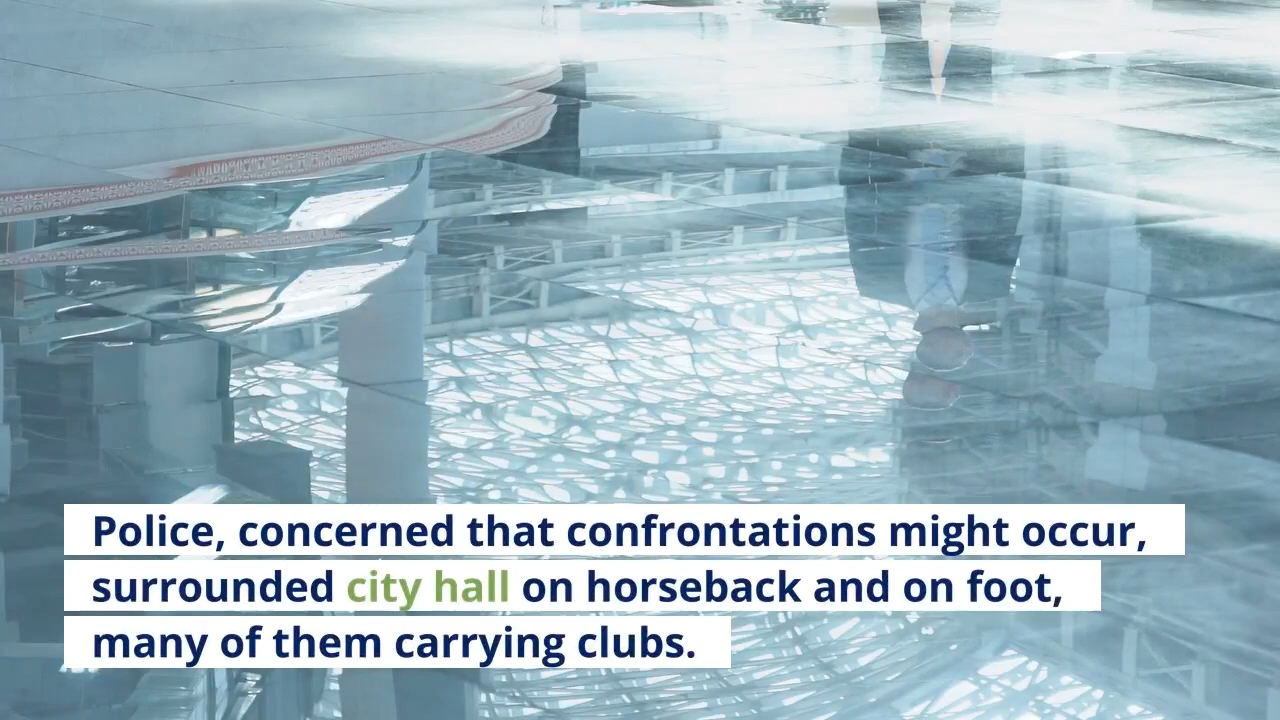 Police, concerned that confrontations might occur,
surrounded city hall on horseback and on foot,
many of them carrying clubs.